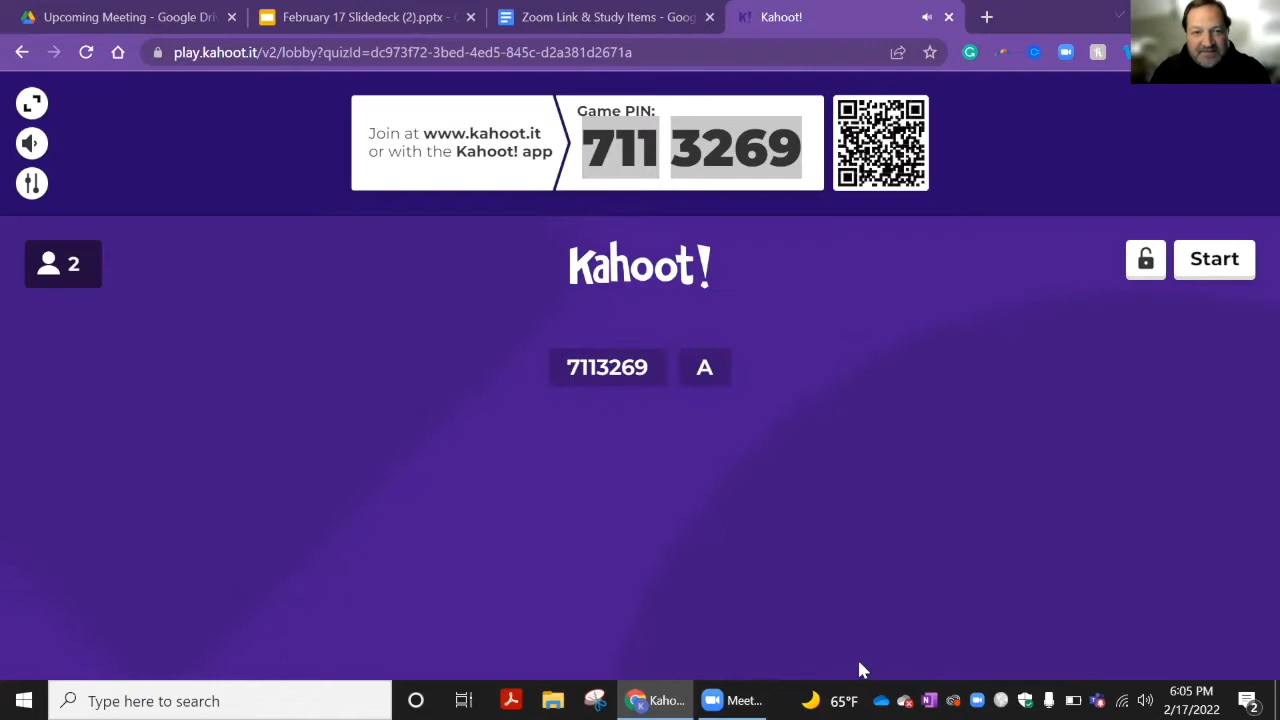 Upcoming Meeting - Google Dri
February 17 Slidedeck (2).pptx -
Zoom Link & Study Items - Goog
Kahoot!
play.kahoot.it/v2/lobby?quizId=dc973f72-3bed-4ed5-845c-d2a381d2671a
Join at www.kahoot.it
or with the Kahoot! app
Game PIN:
711 3269
2
Kahoot!
Start
7113269
A
Type here to search
Kaho...
Meet...
65°F
6:05 PM
2/17/2022
2